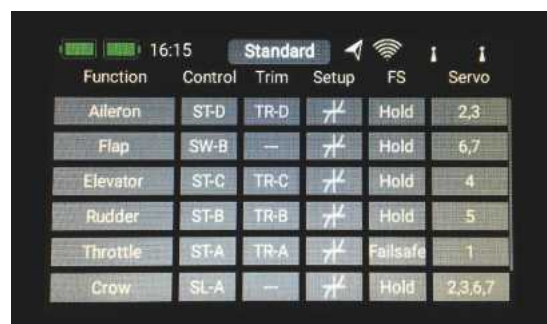 16:15 Standard
Function Control Trim Setup FS Servo
Aileron ST-D TR-D Hold 2,3
Flap SW-B --- Hold 6,7
Elevator ST-C TR-C Hold 4
Rudder ST-B TR-B Hold 5
Throttle ST-A TR-A Failsafe 1
Crow SL-A --- Hold 2,3,6,7